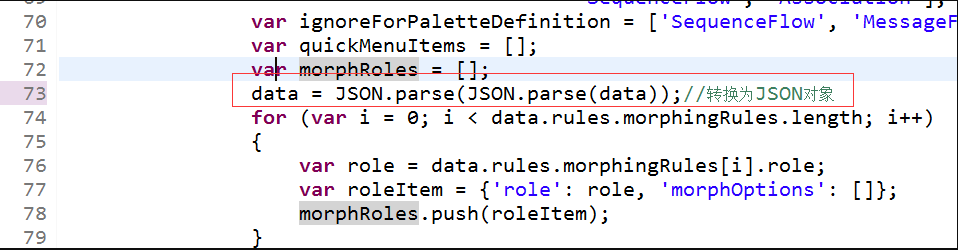 70 var ignoreForPaletteDefinition = ['SequenceFlow', 'MessageF
71 var quickMenuItems = [];
72 var morphRoles = [];
73 data = JSON.parse(JSON.parse(data));//转换为JSON对象
74 for (var i = 0; i < data.rules.morphingRules.length; i++)
75 {
76 var role = data.rules.morphingRules[i].role;
77 var roleItem = {'role': role, 'morphOptions': []};
78 morphRoles.push(roleItem);
79 }